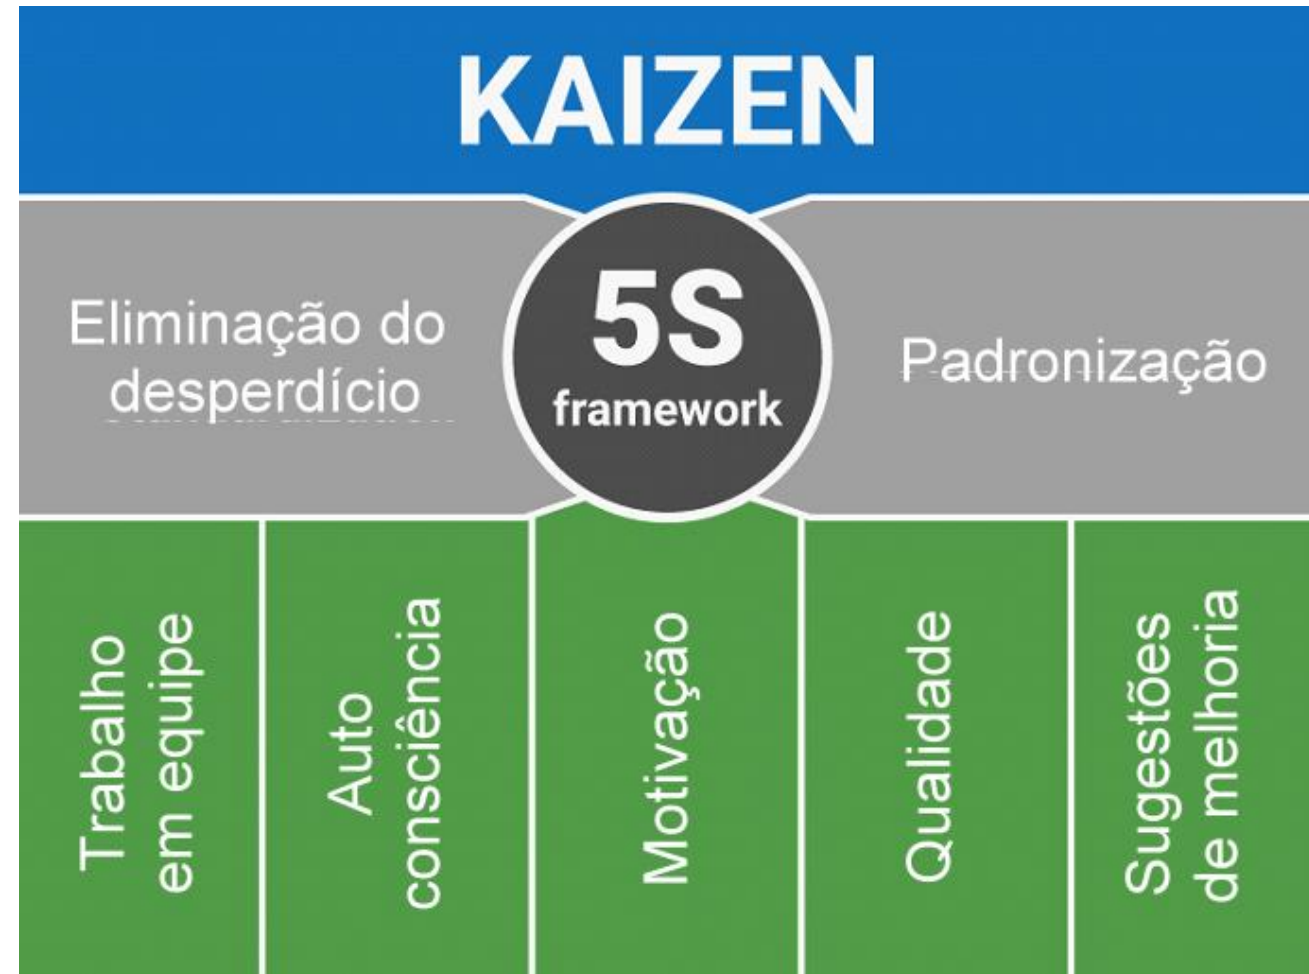 KAIZEN
Eliminação do
desperdício
5S
framework
Padronização
Trabalho
em equipe
Auto
consciência
Motivação
Qualidade
Sugestões
de melhoria